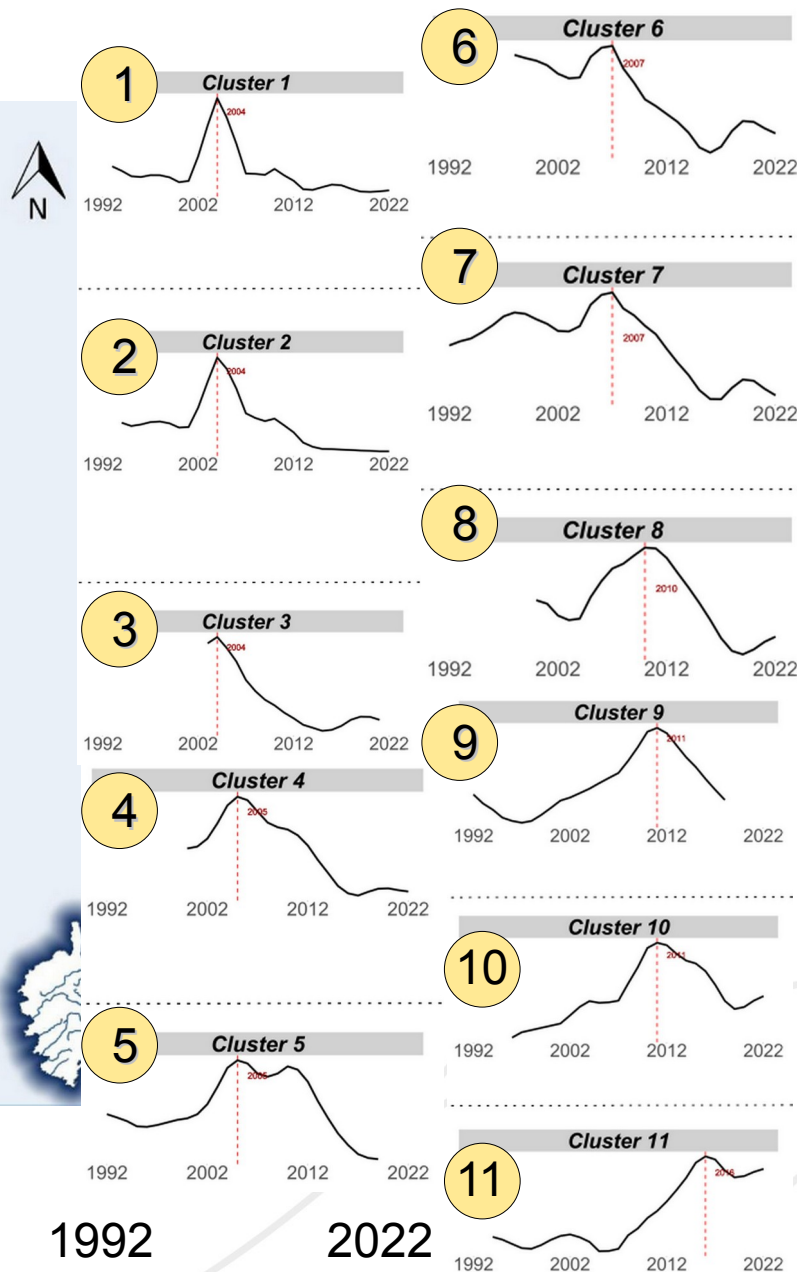 N
1
Cluster 1
2004
1992 2002 2012 2022
2
Cluster 2
2004
1992 2002 2012 2022
3
Cluster 3
2004
1992 2002 2012 2022
4
Cluster 4
2005
1992 2002 2012 2022
5
Cluster 5
2005
1992 2002 2012 2022
1992 2022
6
Cluster 6
2007
1992 2002 2012 2022
7
Cluster 7
2007
1992 2002 2012 2022
8
Cluster 8
2010
1992 2002 2012 2022
9
Cluster 9
2011
1992 2002 2012 2022
10
Cluster 10
2011
1992 2002 2012 2022
11
Cluster 11
2016
1992 2002 2012 2022